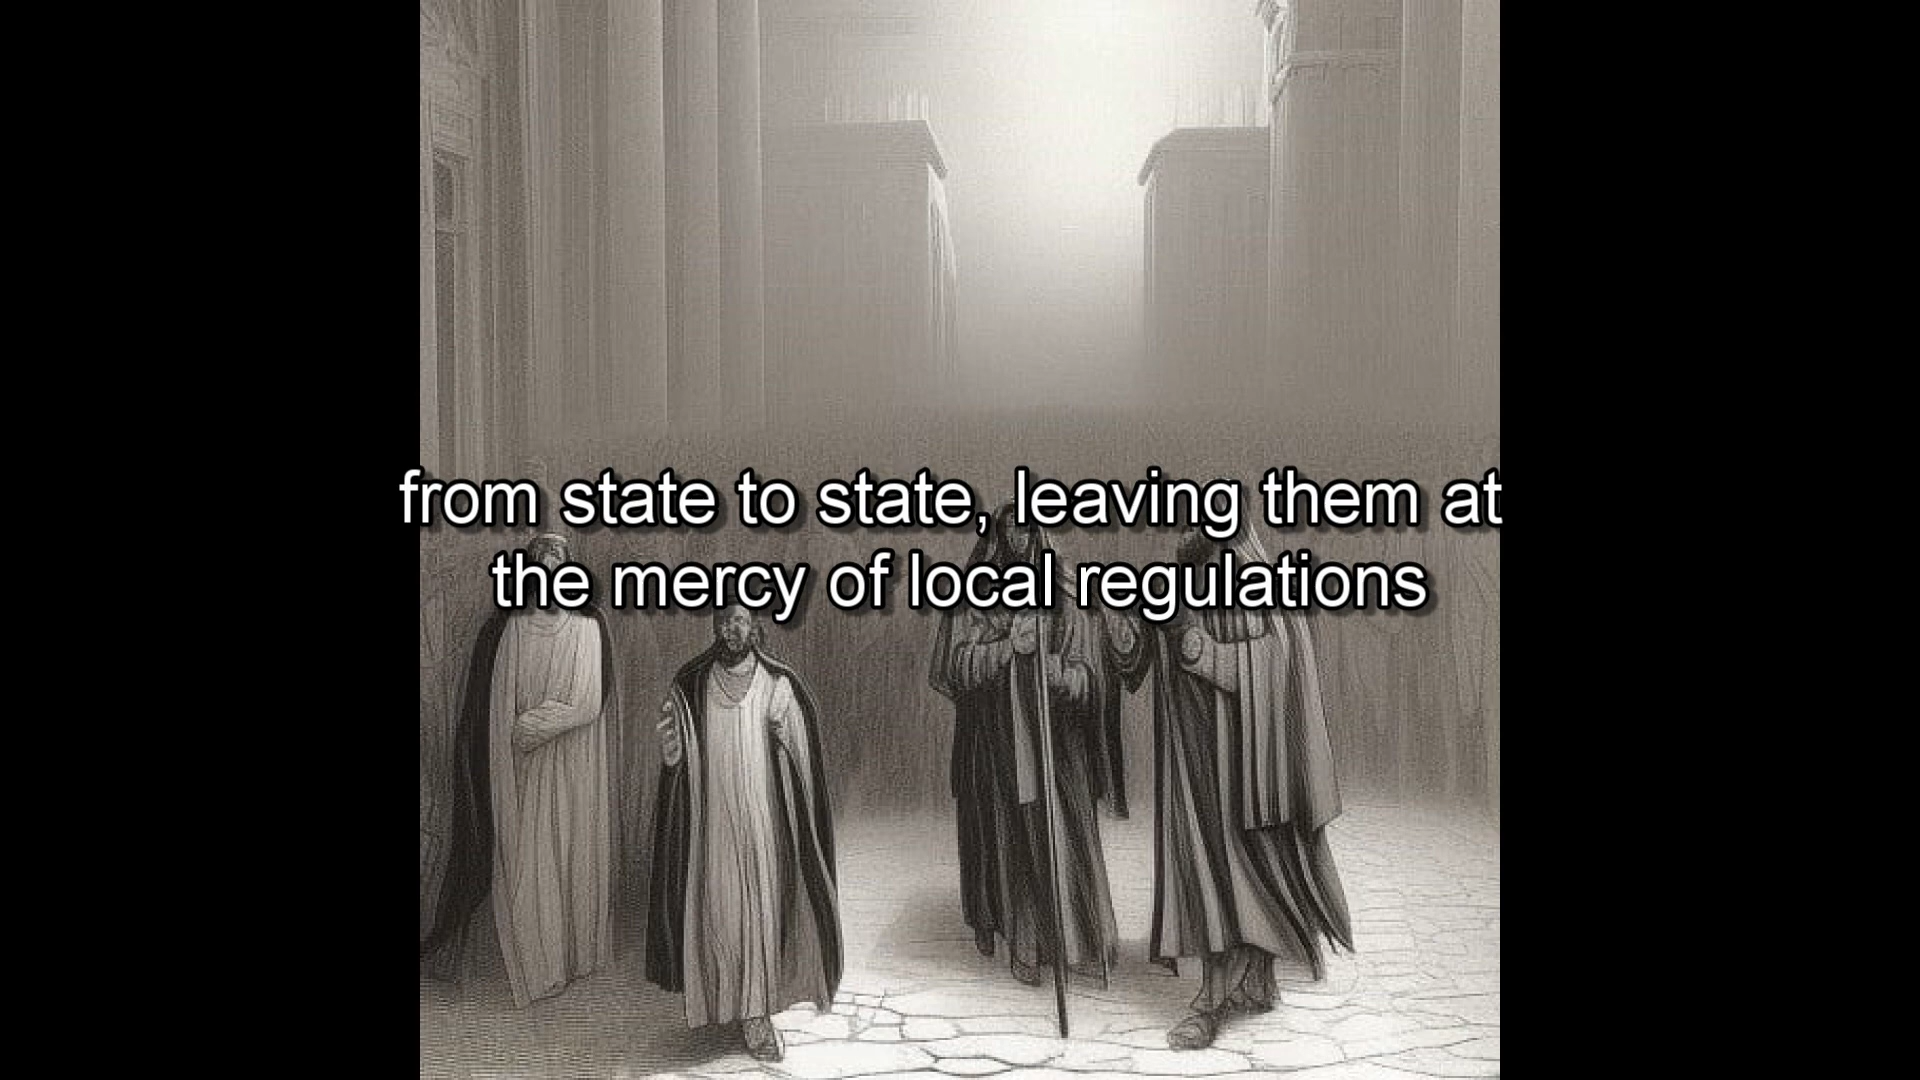 from state to state, leaving them at
the mercy of local regulations